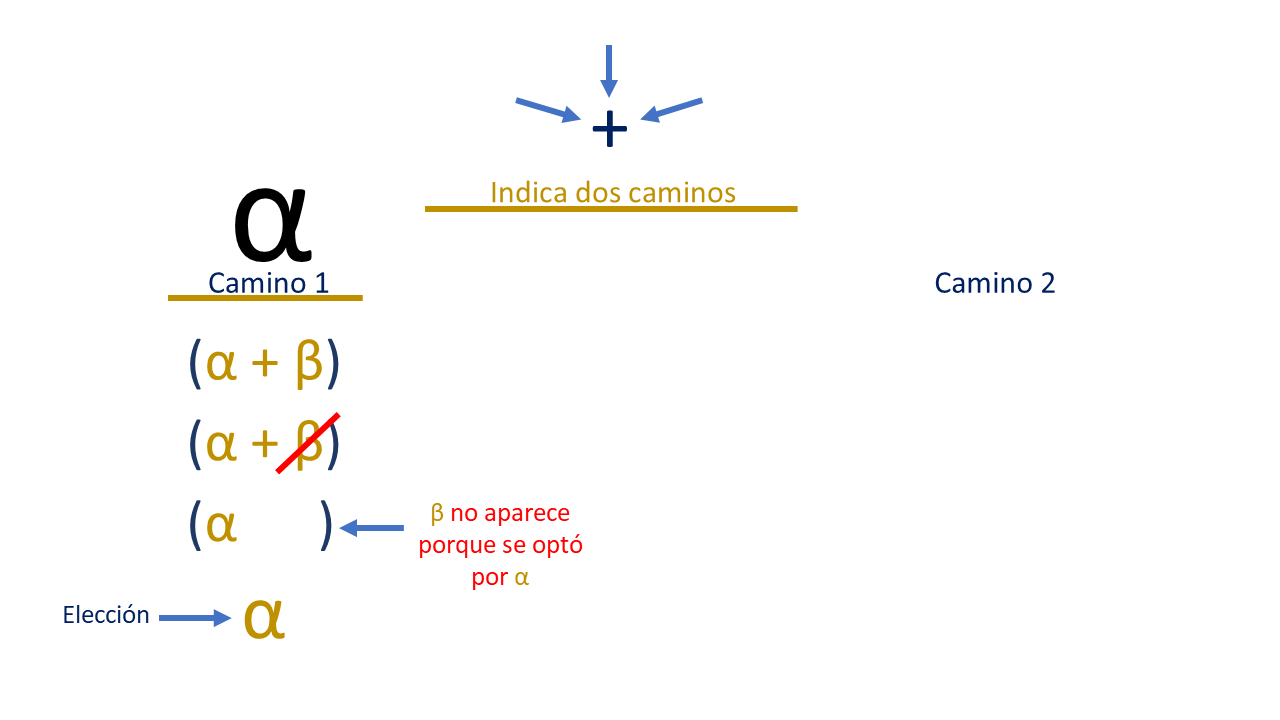 +
Indica dos caminos
α
Camino 1
Camino 2
(α + β)
(α + β)
(α )
β no aparece
porque se optó
por α
Elección
α